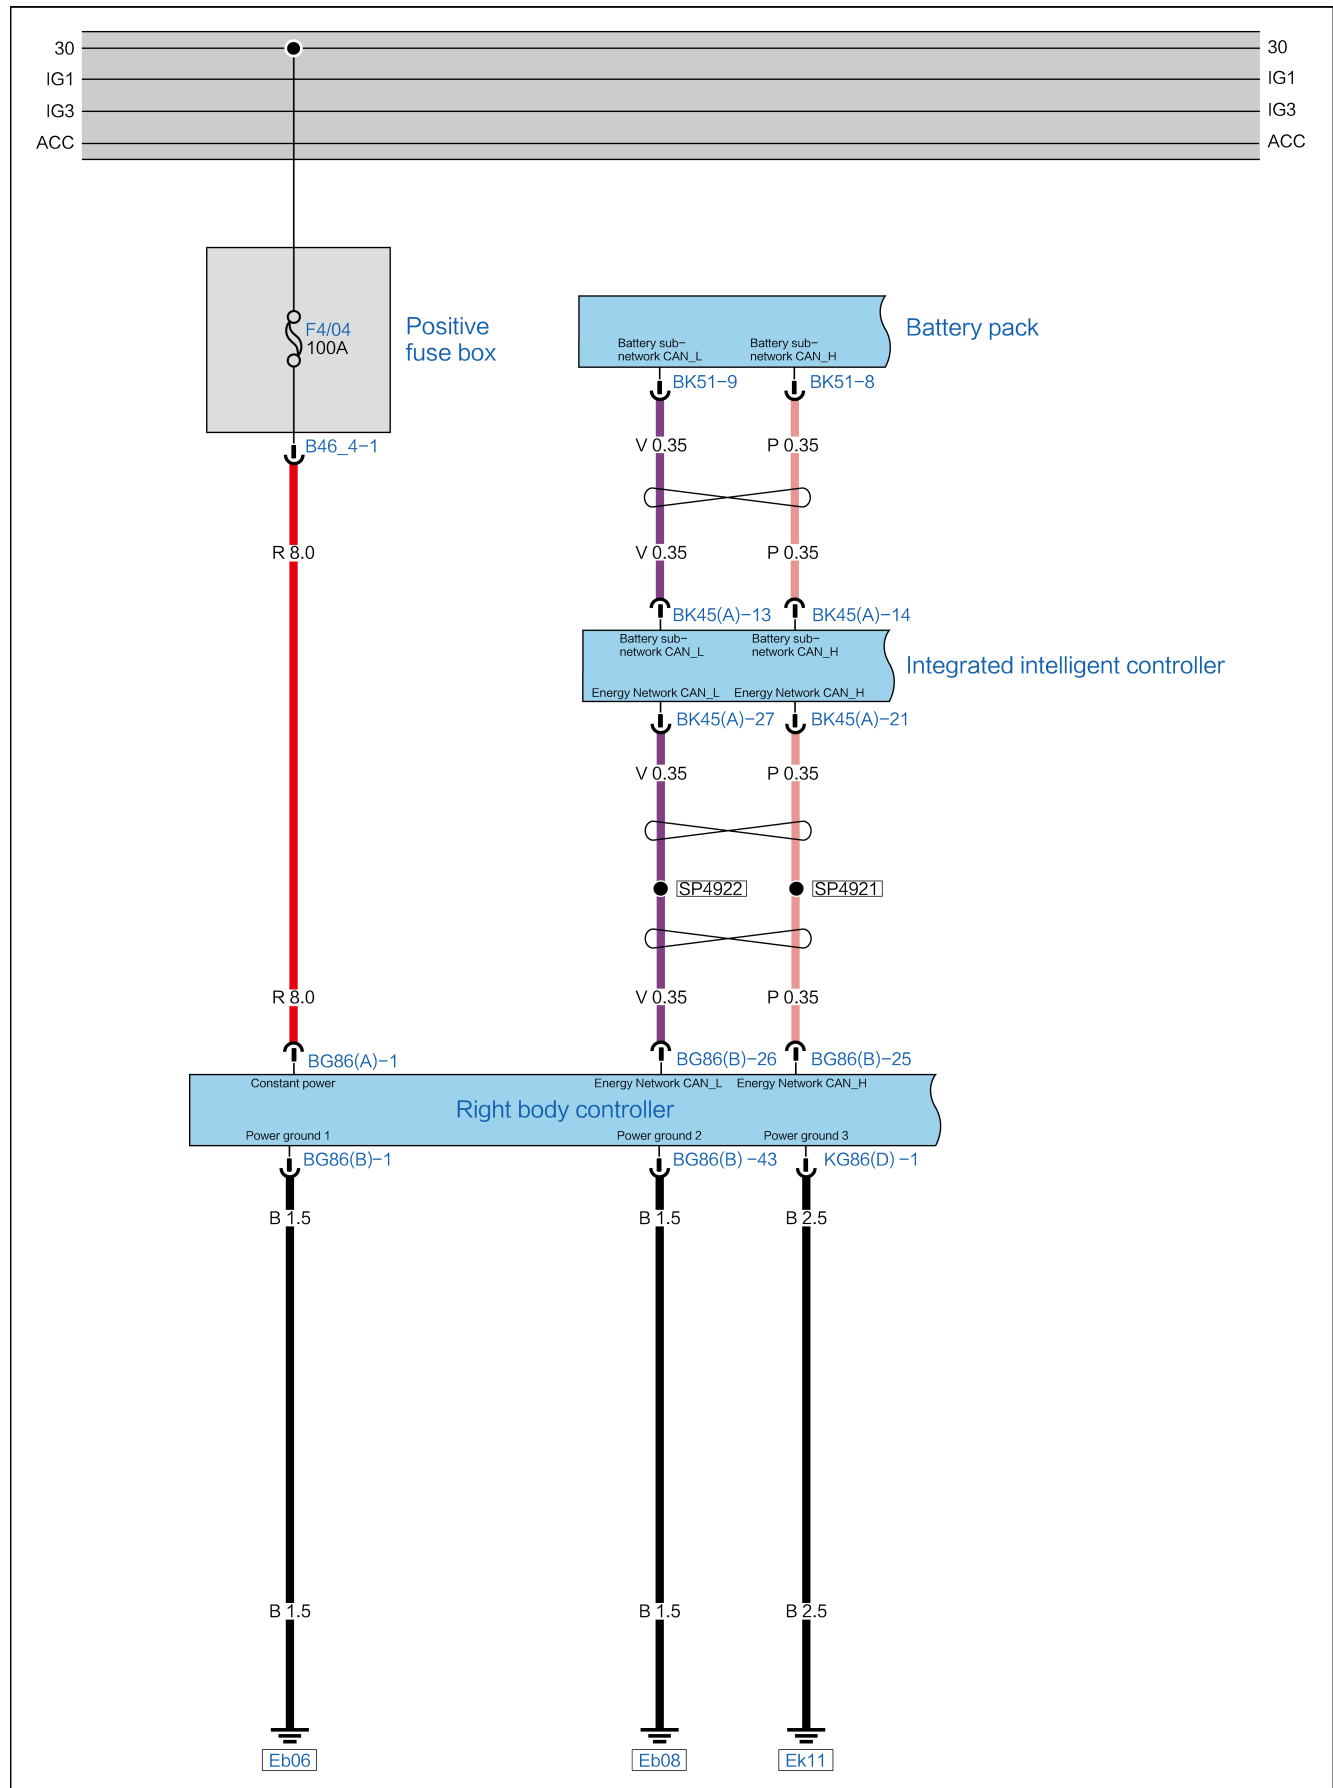 30 30
IG1 IG1
IG3 IG3
ACC ACC
F4/04
100A
Positive
fuse box
B46_4−1
Battery sub−
network CAN_L
Battery sub−
network CAN_H
Battery pack
BK51−9
BK51−8
V 0.35
P 0.35
R 8.0
V 0.35
P 0.35
BK45(A)−13
BK45(A)−14
Battery sub−
network CAN_L
Battery sub−
network CAN_H
Integrated intelligent controller
Energy Network CAN_L
Energy Network CAN_H
BK45(A)−27
BK45(A)−21
V 0.35
P 0.35
SP4922
SP4921
R 8.0
V 0.35
P 0.35
BG86(A)−1
BG86(B)−26
BG86(B)−25
Constant power
Energy Network CAN_L
Energy Network CAN_H
Right body controller
Power ground 1
Power ground 2
Power ground 3
BG86(B)−1
BG86(B) −43
KG86(D) −1
B 1.5
B 1.5
B 2.5
B 1.5
B 1.5
B 2.5
Eb06
Eb08
Ek11